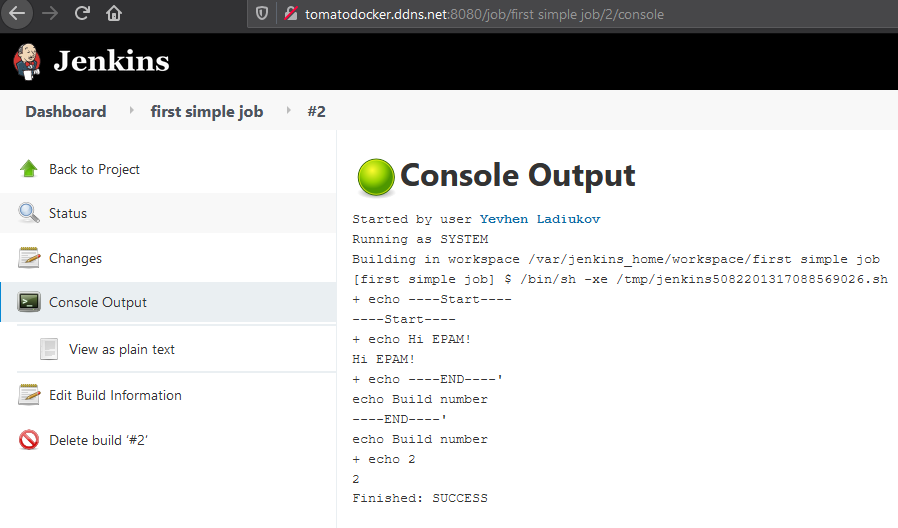 tomatodocker.ddns.net:8080/job/first simple job/2/console
Jenkins
Dashboard first simple job #2
Back to Project
Status
Changes
Console Output
View as plain text
Edit Build Information
Delete build '#2'
Console Output
Started by user Yevhen Ladiukov
Running as SYSTEM
Building in workspace /var/jenkins_home/workspace/first simple job
[first simple job] $ /bin/sh -xe /tmp/jenkins5082201317088569026.sh
+ echo ----Start----
----Start----
+ echo Hi EPAM!
Hi EPAM!
+ echo ----END----'
echo Build number
----END----'
echo Build number
+ echo 2
2
Finished: SUCCESS